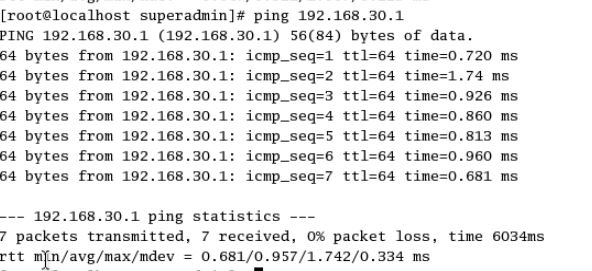 [root@localhost superadmin]# ping 192.168.30.1
PING 192.168.30.1 (192.168.30.1) 56(84) bytes of data.
64 bytes from 192.168.30.1: icmp_seq=1 ttl=64 time=0.720 ms
64 bytes from 192.168.30.1: icmp_seq=2 ttl=64 time=1.74 ms
64 bytes from 192.168.30.1: icmp_seq=3 ttl=64 time=0.926 ms
64 bytes from 192.168.30.1: icmp_seq=4 ttl=64 time=0.860 ms
64 bytes from 192.168.30.1: icmp_seq=5 ttl=64 time=0.813 ms
64 bytes from 192.168.30.1: icmp_seq=6 ttl=64 time=0.960 ms
64 bytes from 192.168.30.1: icmp_seq=7 ttl=64 time=0.681 ms
--- 192.168.30.1 ping statistics ---
7 packets transmitted, 7 received, 0% packet loss, time 6034ms
rtt min/avg/max/mdev = 0.681/0.957/1.742/0.334 ms